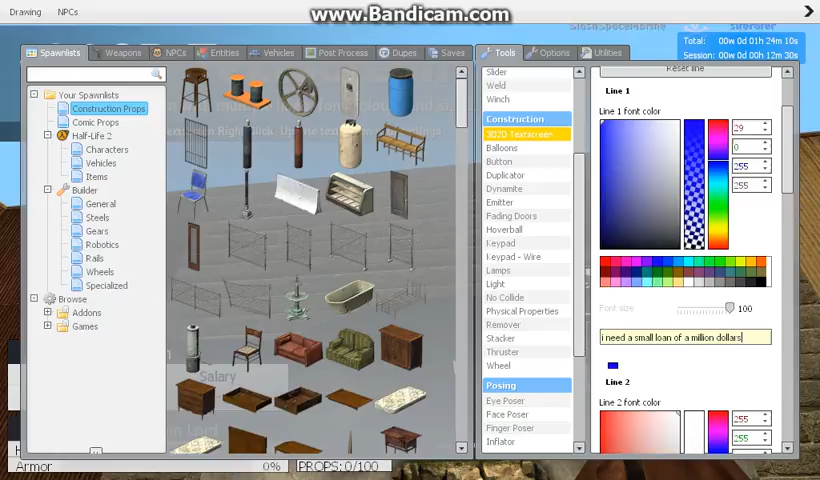 Drawing NPCs
www.Bandicam.com
Total: 00w 0d 01h 24m 10s
Session: 00w 0d 00h 12m 30s
Spawnlists Weapons NPCs Entities Vehicles Post Process Dupes Saves
Tools Options Utilities
Your Spawnlists
Construction Props
Comic Props
Half-Life 2
Characters
Vehicles
Items
Builder
General
Steels
Gears
Robotics
Rails
Wheels
Specialized
Browse
Addons
Games
Salary
Armor 0%
PROPS: 0/100
Slider
Weld
Winch
Construction
3D2D Textscreen
Balloons
Button
Duplicator
Dynamite
Emitter
Fading Doors
Hoverball
Keypad
Keypad - Wire
Lamps
Light
No Collide
Physical Properties
Remover
Stacker
Thruster
Wheel
Posing
Eye Poser
Face Poser
Finger Poser
Inflator
Reset line
Line 1
Line 1 font color
29
0
255
255
Font size 100
i need a small loan of a million dollars
Line 2
Line 2 font color
255
255